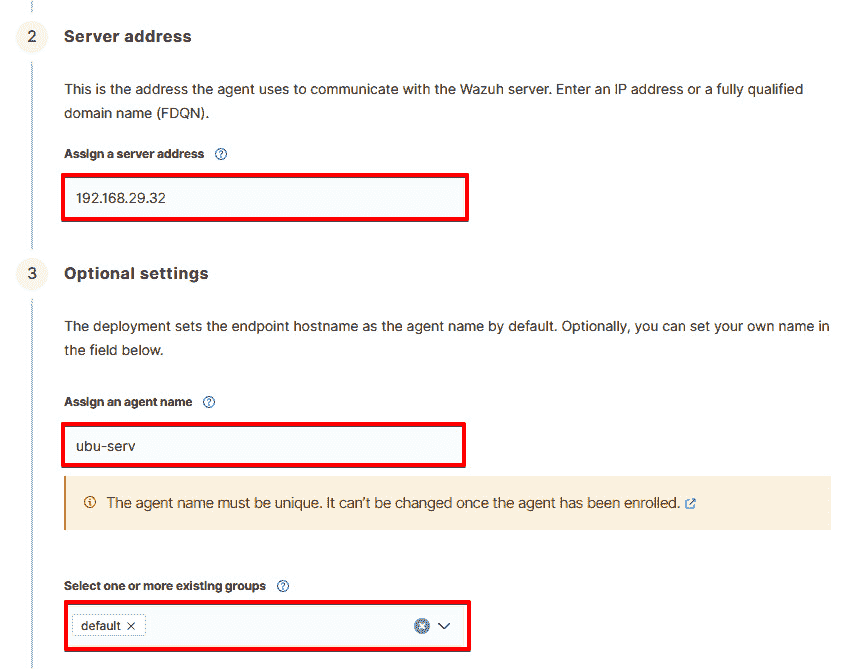 2
Server address
This is the address the agent uses to communicate with the Wazuh server. Enter an IP address or a fully qualified
domain name (FDQN).
Assign a server address
192.168.29.32
3
Optional settings
The deployment sets the endpoint hostname as the agent name by default. Optionally, you can set your own name in
the field below.
Assign an agent name
ubu-serv
The agent name must be unique. It can't be changed once the agent has been enrolled.
Select one or more existing groups
default